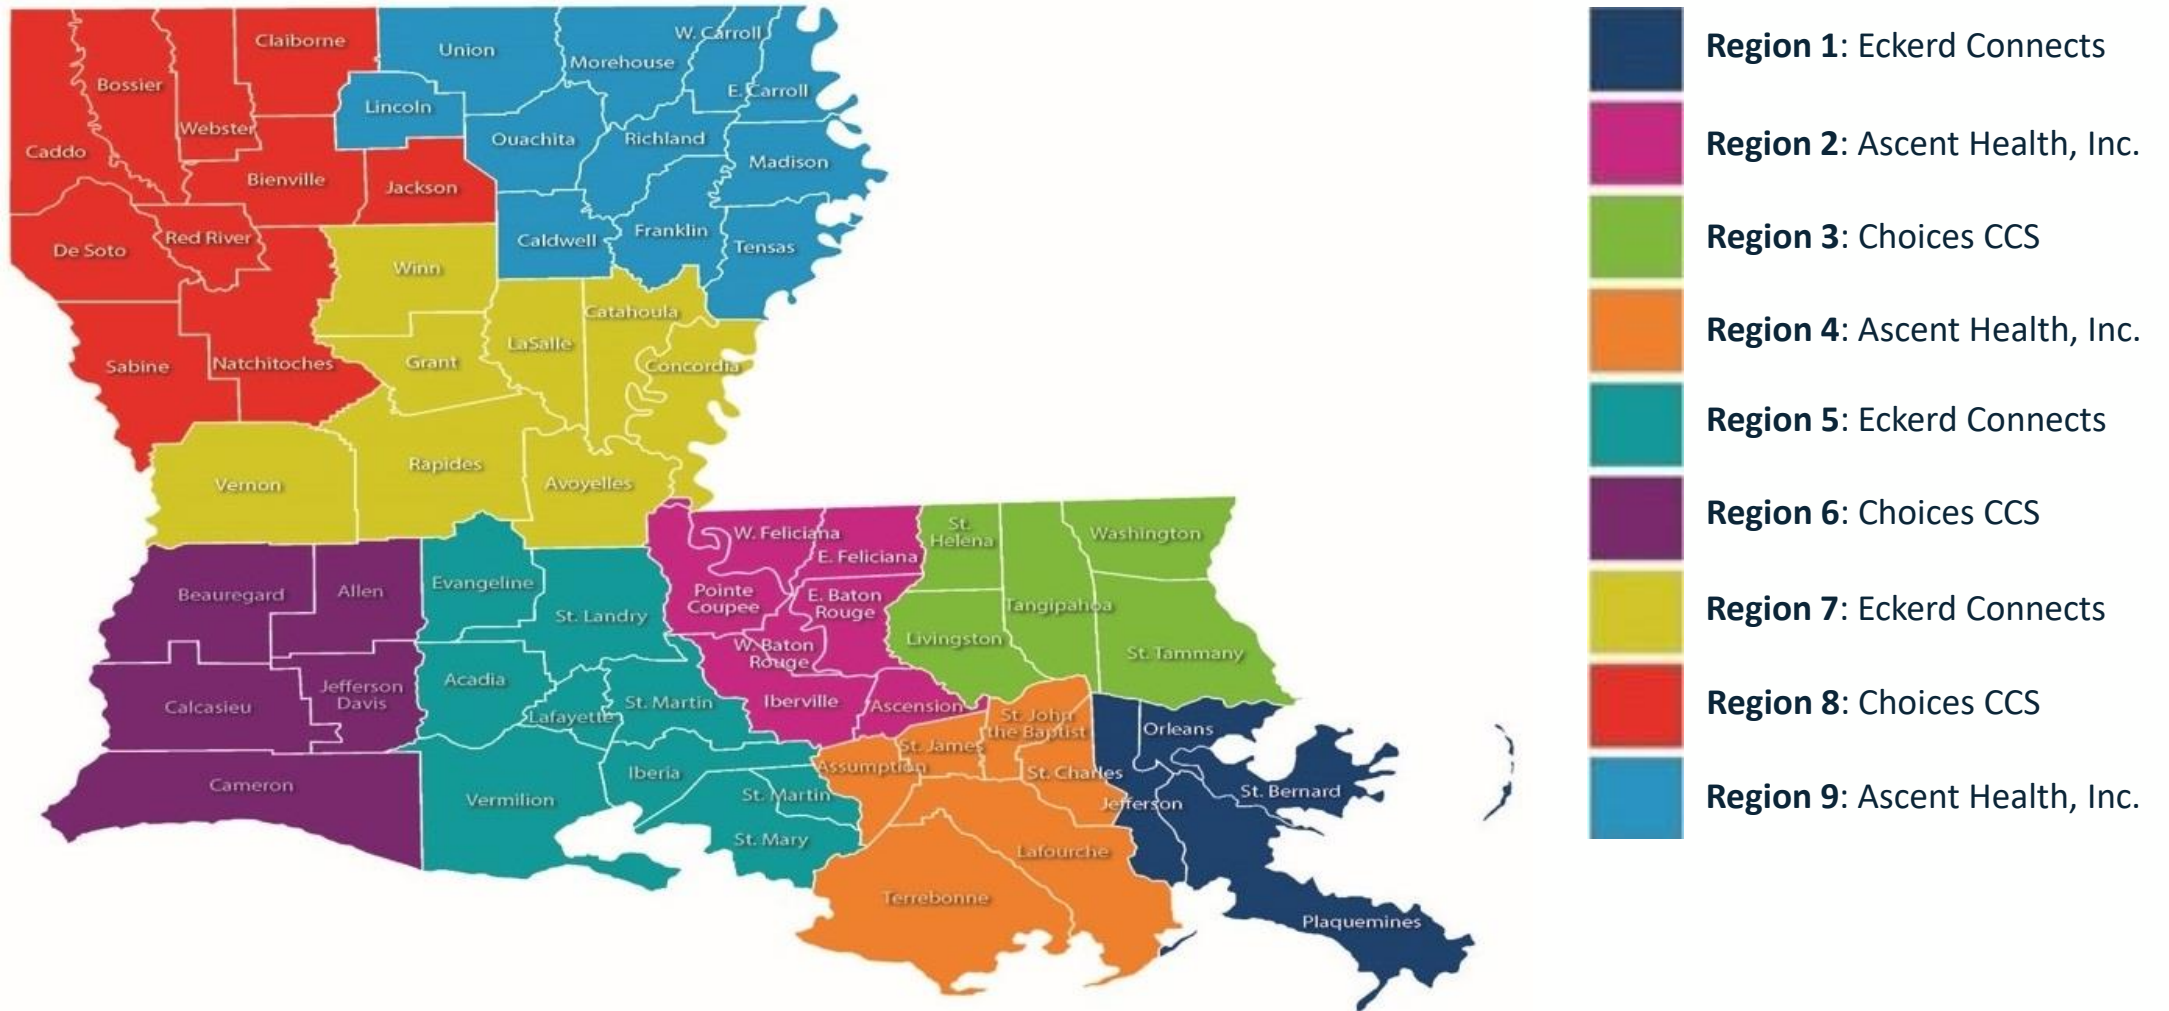 Claiborne
Union
W. Carroll
Morehouse
Bossier
E. Carroll
Lincoln
Webster
Ouachita
Richland
Caddo
Madison
Bienville
Jackson
Red River
Caldwell
Franklin
Tensas
De Soto
Winn
Catahoula
LaSalle
Sabine
Natchitoches
Grant
Concordia
Rapides
Vernon
Avoyelles
W. Feliciana
St.
Helena
Washington
E. Feliciana
Beauregard
Allen
Evangeline
Pointe
Coupee
E. Baton
Rouge
St. Landry
Tangipahoa
Livingston
W. Baton
Rouge
St. Tammany
Calcasieu
Jefferson
Davis
Acadia
Lafayette
St. Martin
Iberville
Ascension
St. John
the Baptist
Orleans
St. James
Assumption
St. Charles
Cameron
Vermilion
Iberia
St. Martin
Jefferson
St. Bernard
St. Mary
Lafourche
Terrebonne
Plaquemines
Region 1: Eckerd Connects
Region 2: Ascent Health, Inc.
Region 3: Choices CCS
Region 4: Ascent Health, Inc.
Region 5: Eckerd Connects
Region 6: Choices CCS
Region 7: Eckerd Connects
Region 8: Choices CCS
Region 9: Ascent Health, Inc.